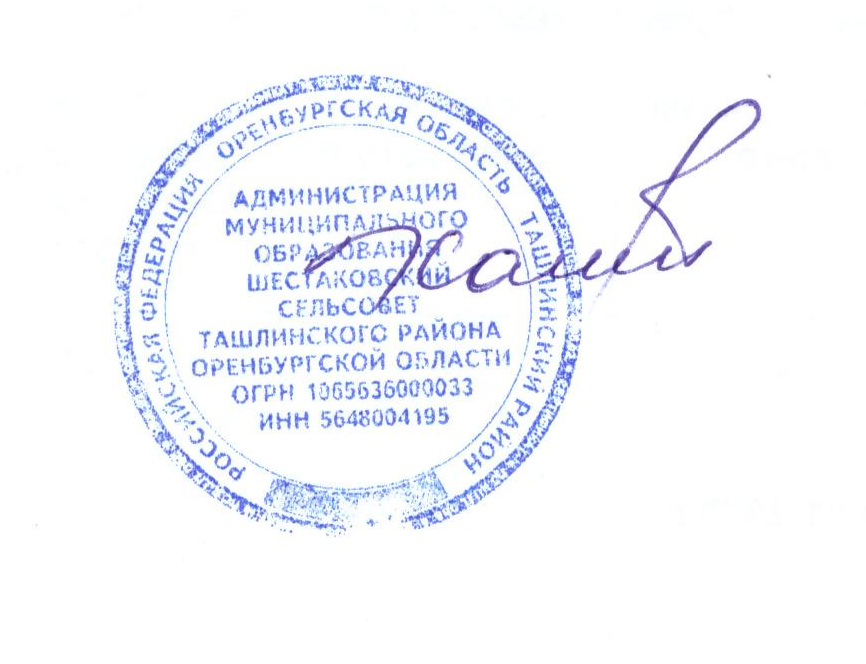 РОССИЙСКАЯ ФЕДЕРАЦИЯ ОРЕНБУРГСКАЯ ОБЛАСТЬ ТАШЛИНСКИЙ РАЙОН
АДМИНИСТРАЦИЯ
МУНИЦИПАЛЬНОГО
ОБРАЗОВАНИЯ
ШЕСТАКОВСКИЙ
СЕЛЬСОВЕТ
ТАШЛИНСКОГО РАЙОНА
ОРЕНБУРГСКОЙ ОБЛАСТИ
ОГРН 1065636000033
ИНН 5648004195